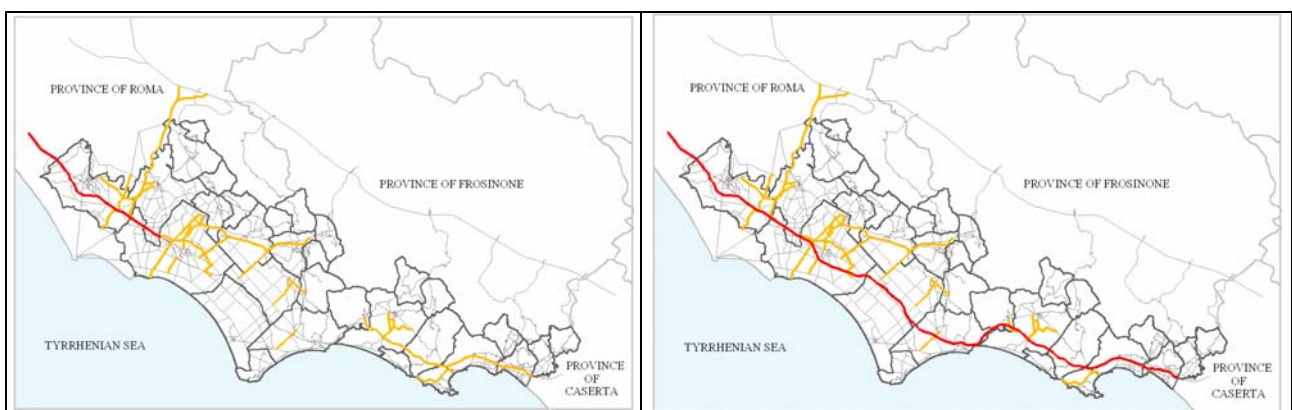 PROVINCE OF ROMA
PROVINCE OF FROSINONE
TYRRHENIAN SEA
PROVINCE
OF
CASERTA
PROVINCE OF ROMA
PROVINCE OF FROSINONE
TYRRHENIAN SEA
PROVINCE
OF
CASERTA